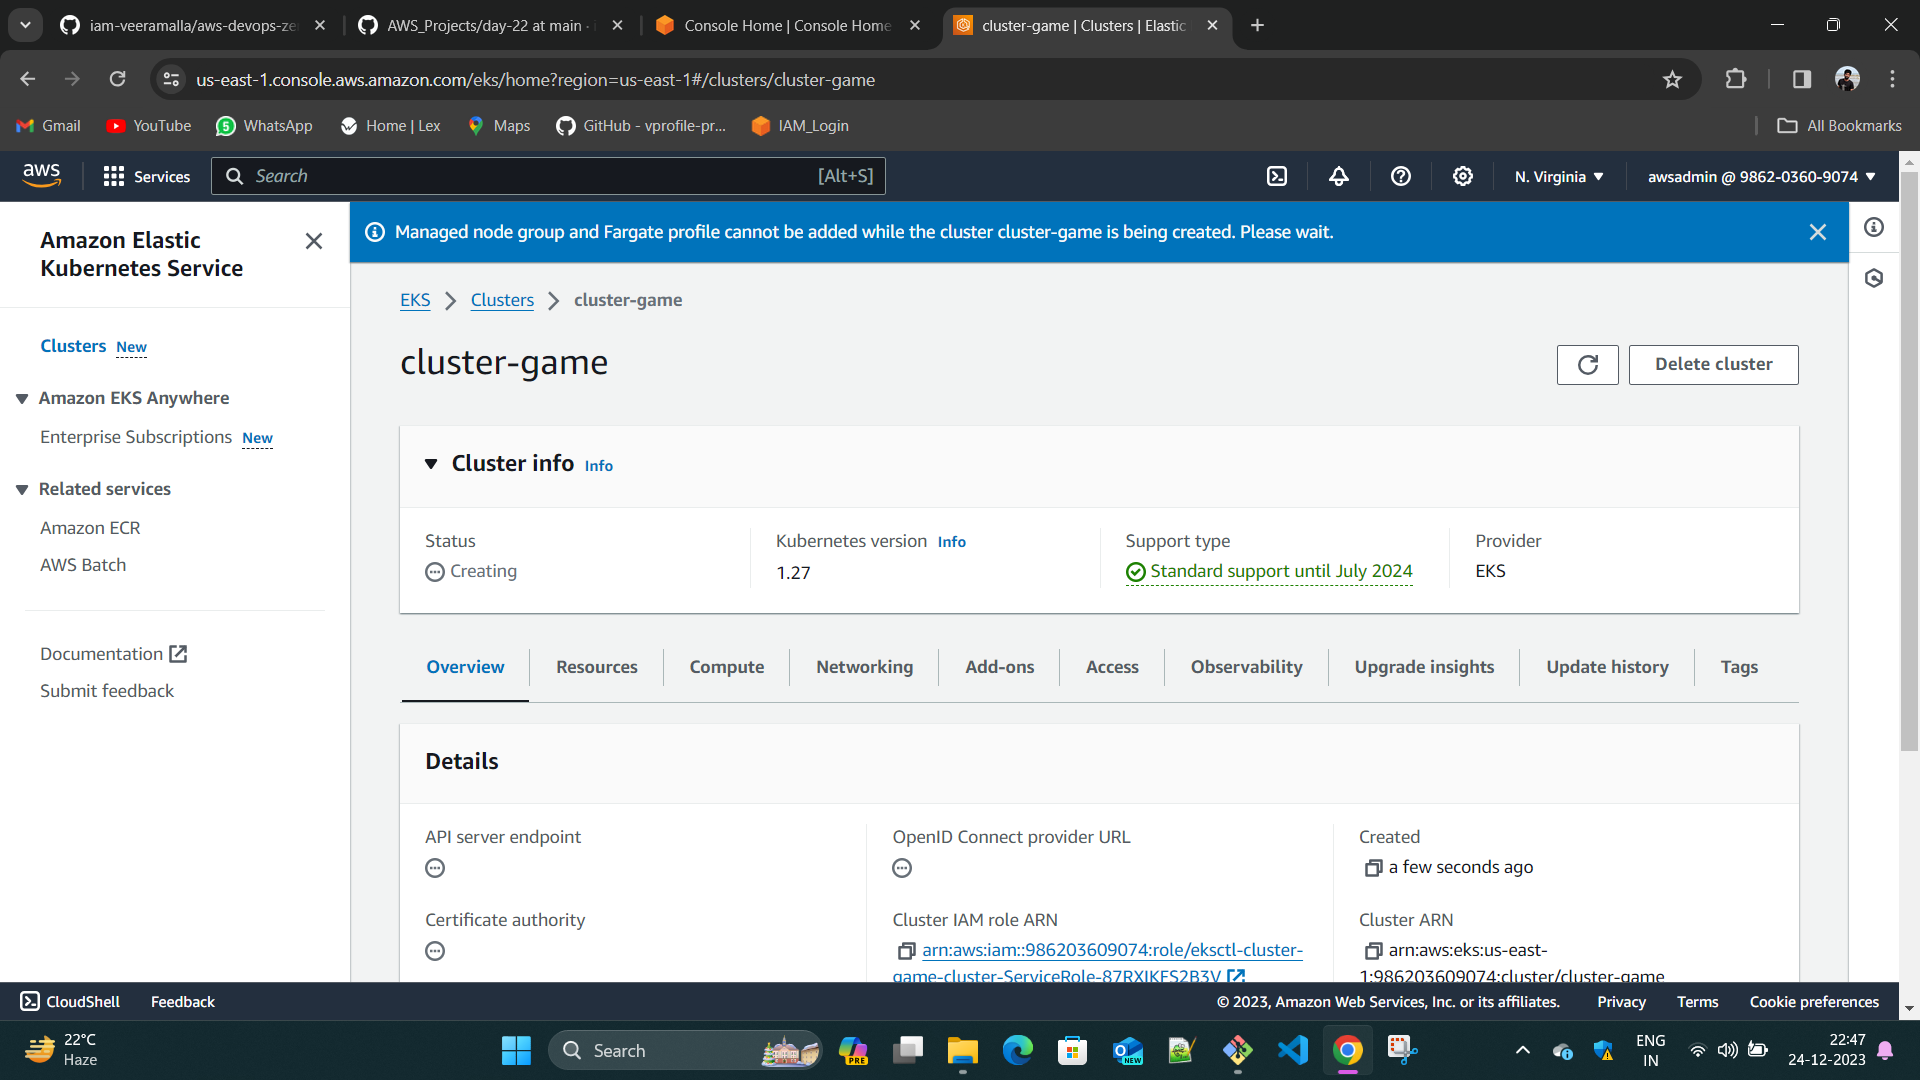 iam-veeramalla/aws-devops-ze
AWS_Projects/day-22 at main ·
Console Home | Console Home
cluster-game | Clusters | Elastic
us-east-1.console.aws.amazon.com/eks/home?region=us-east-1#/clusters/cluster-game
Gmail
YouTube
WhatsApp
Home | Lex
Maps
GitHub - vprofile-pr...
IAM_Login
All Bookmarks
aws
Services
Search
[Alt+S]
N. Virginia
awsadmin @ 9862-0360-9074
Amazon Elastic
Kubernetes Service
Clusters New
Amazon EKS Anywhere
Enterprise Subscriptions New
Related services
Amazon ECR
AWS Batch
Documentation
Submit feedback
Managed node group and Fargate profile cannot be added while the cluster cluster-game is being created. Please wait.
EKS
Clusters
cluster-game
cluster-game
Delete cluster
Cluster info Info
Status
Creating
Kubernetes version Info
1.27
Support type
Standard support until July 2024
Provider
EKS
Overview
Resources
Compute
Networking
Add-ons
Access
Observability
Upgrade insights
Update history
Tags
Details
API server endpoint
Certificate authority
OpenID Connect provider URL
Cluster IAM role ARN
arn:aws:iam::986203609074:role/eksctl-cluster-
game-cluster-ServiceRole-87RXIKFS2B3V
Created
a few seconds ago
Cluster ARN
arn:aws:eks:us-east-
1:986203609074:cluster/cluster-game
CloudShell
Feedback
© 2023, Amazon Web Services, Inc. or its affiliates.
Privacy
Terms
Cookie preferences
22°C
Haze
Search
PRE
NEW
ENG
IN
22:47
24-12-2023